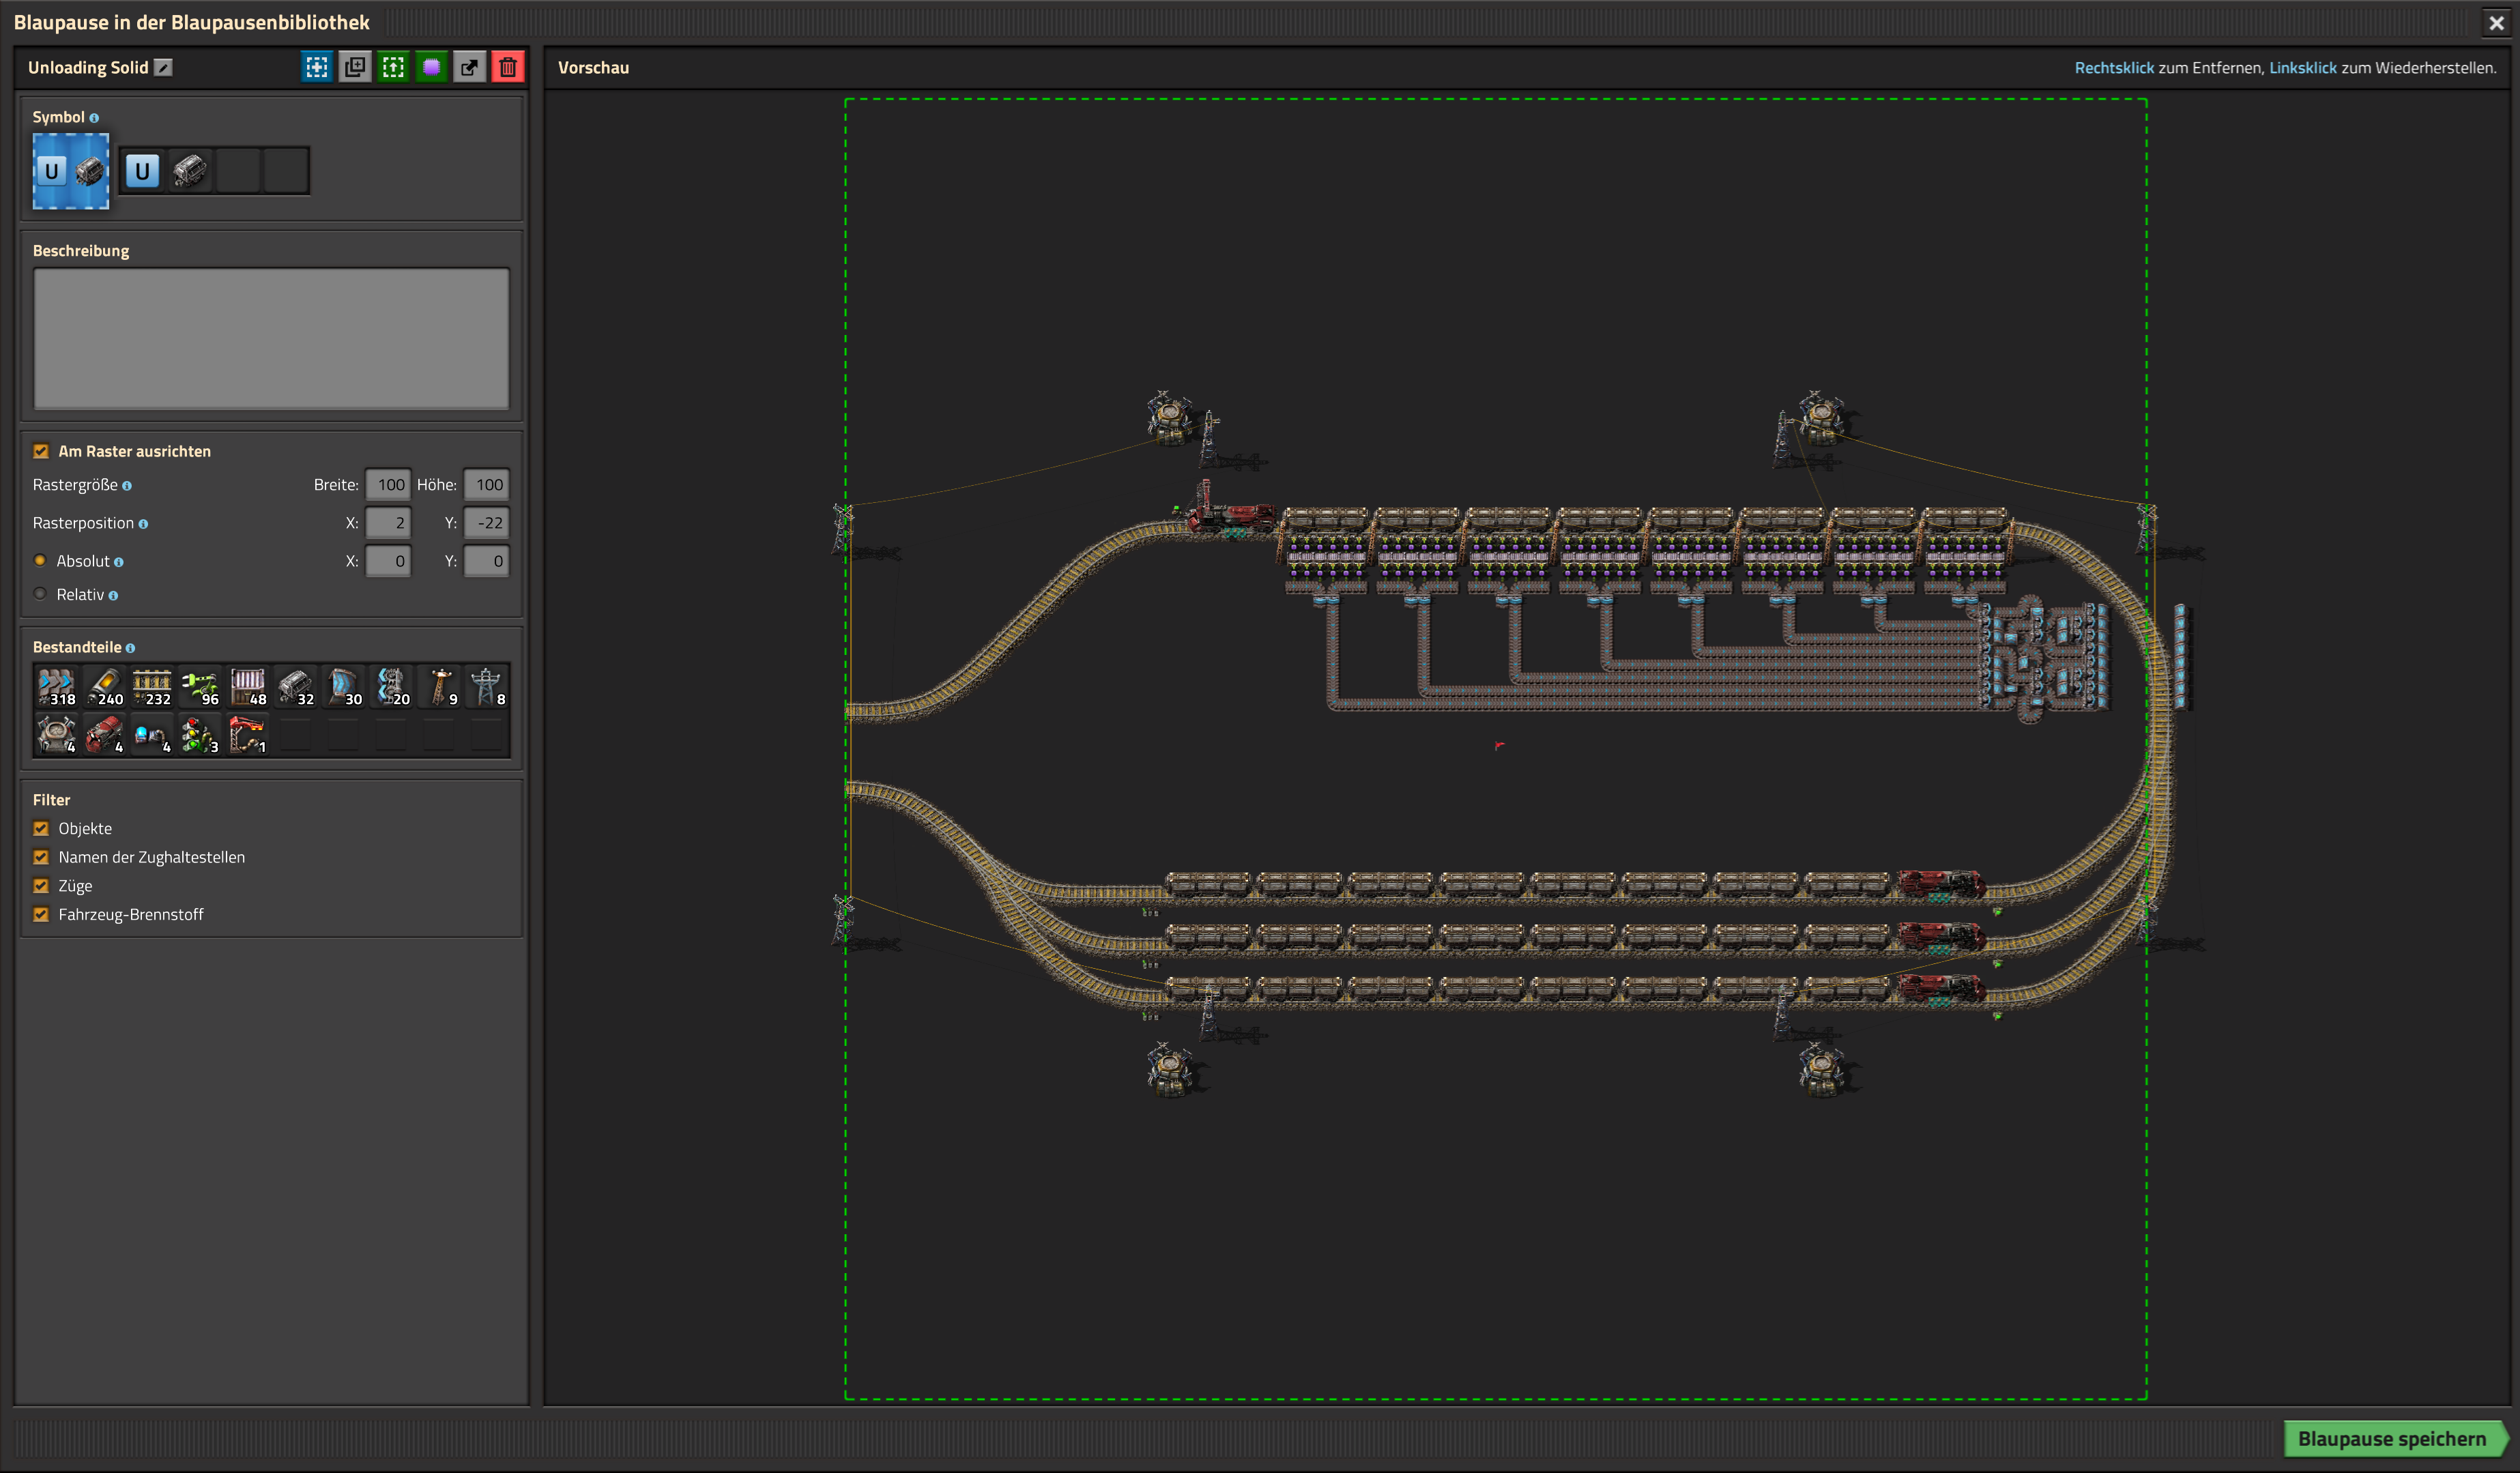 Blaupause in der Blaupausenbibliothek
Unloading Solid
Vorschau
Rechtsklick zum Entfernen, Linksklick zum Wiederherstellen.
Symbol
U U
Beschreibung
Am Raster ausrichten
Rastergröße Breite: 100 Höhe: 100
Rasterposition X: 2 Y: -22
Absolut X: 0 Y: 0
Relativ
Bestandteile
318 240 232 96 48 32 30 20 9 8
4 4 4 3 1
Filter
Objekte
Namen der Zughaltestellen
Züge
Fahrzeug-Brennstoff
Blaupause speichern